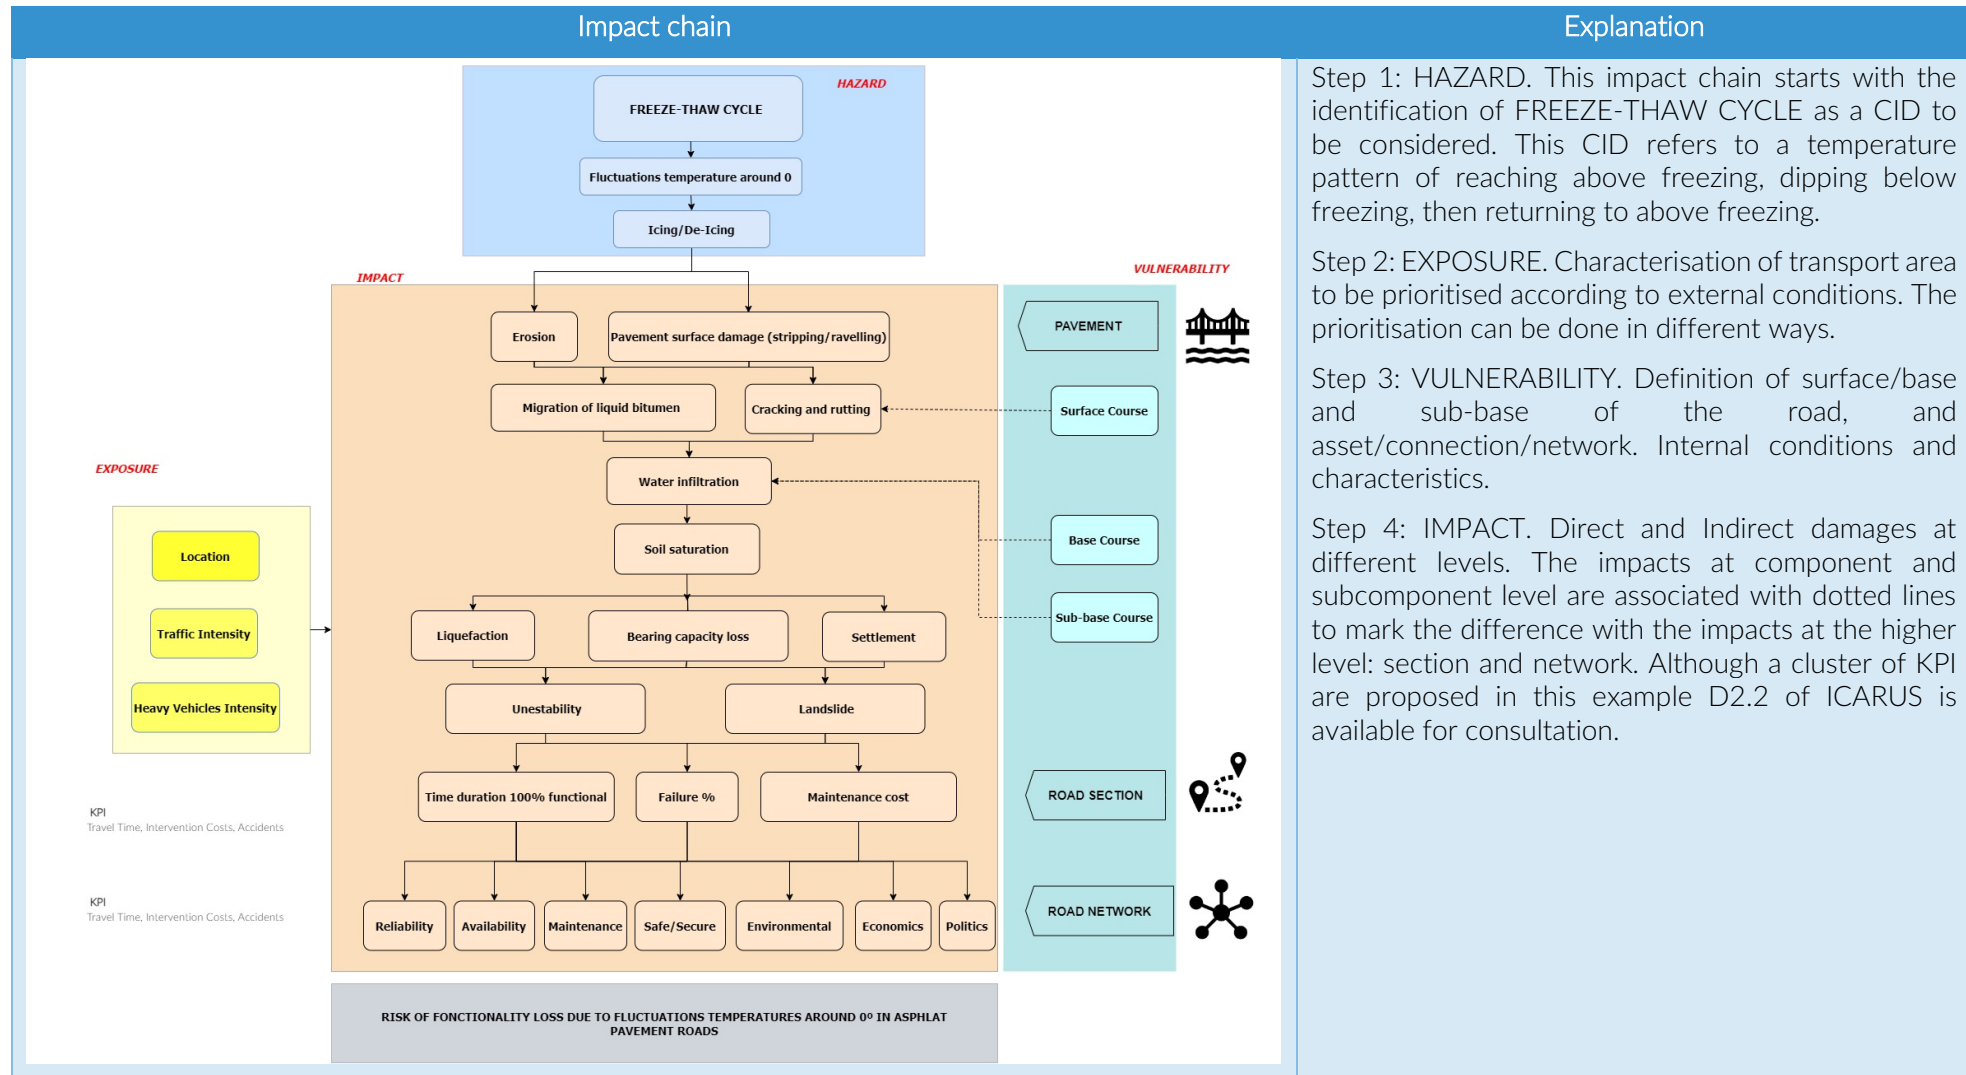 Impact chain
Explanation
HAZARD
FREEZE-THAW CYCLE
Fluctuations temperature around 0
Icing/De-Icing
IMPACT
VULNERABILITY
Erosion
Pavement surface damage (stripping/ravelling)
PAVEMENT
Migration of liquid bitumen
Cracking and rutting
Surface Course
EXPOSURE
Water infiltration
Location
Soil saturation
Base Course
Traffic Intensity
Liquefaction
Bearing capacity loss
Settlement
Sub-base Course
Heavy Vehicles Intensity
Unestability
Landslide
Time duration 100% functional
Failure %
Maintenance cost
ROAD SECTION
KPI
Travel Time, Intervention Costs, Accidents
KPI
Travel Time, Intervention Costs, Accidents
Reliability
Availability
Maintenance
Safe/Secure
Environmental
Economics
Politics
ROAD NETWORK
RISK OF FONCTIONALITY LOSS DUE TO FLUCTUATIONS TEMPERATURES AROUND 0º IN ASPHLAT
PAVEMENT ROADS
Step 1: HAZARD. This impact chain starts with the
identification of FREEZE-THAW CYCLE as a CID to
be considered. This CID refers to a temperature
pattern of reaching above freezing, dipping below
freezing, then returning to above freezing.
Step 2: EXPOSURE. Characterisation of transport area
to be prioritised according to external conditions. The
prioritisation can be done in different ways.
Step 3: VULNERABILITY. Definition of surface/base
and sub-base of the road, and
asset/connection/network. Internal conditions and
characteristics.
Step 4: IMPACT. Direct and Indirect damages at
different levels. The impacts at component and
subcomponent level are associated with dotted lines
to mark the difference with the impacts at the higher
level: section and network. Although a cluster of KPI
are proposed in this example D2.2 of ICARUS is
available for consultation.